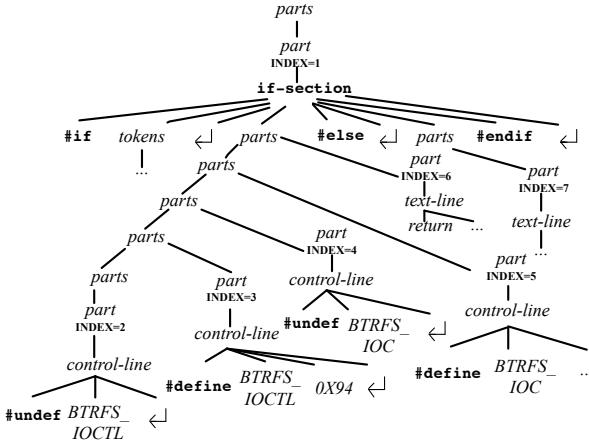 parts
part
INDEX=1
if-section
#if tokens ↵ parts #else ↵ parts #endif ↵
...
parts
part
INDEX=6
part
INDEX=7
parts
text-line
return ...
text-line
...
parts
part
INDEX=4
part
INDEX=5
parts
part
INDEX=3
control-line
control-line
part
INDEX=2
#undef BTRFS_
IOC ↵
control-line
control-line
#define BTRFS_
IOC ..
#define BTRFS_
IOCTL 0X94 ↵
#undef BTRFS_
IOCTL ↵